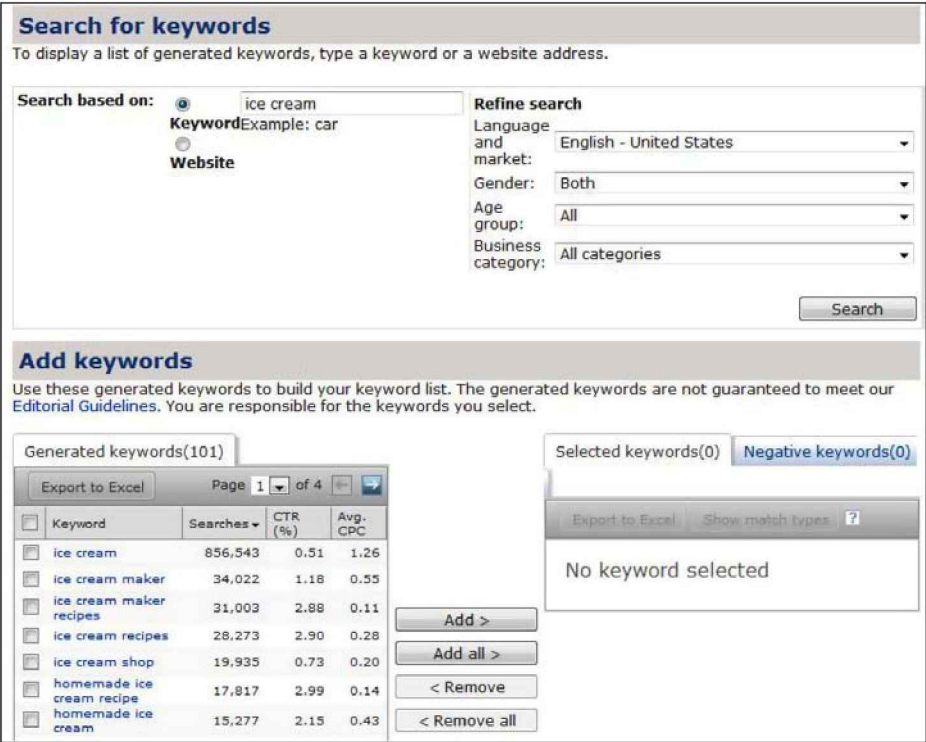 Search for keywords
To display a list of generated keywords, type a keyword or a website address.
Search based on:
ice cream
Keyword Example: car
Website
Refine search
Language and market:
English - United States
Gender:
Both
Age group:
All
Business category:
All categories
Search
Add keywords
Use these generated keywords to build your keyword list. The generated keywords are not guaranteed to meet our
Editorial Guidelines. You are responsible for the keywords you select.
Generated keywords(101)
Export to Excel Page 1 of 4
Keyword Searches CTR (%) Avg. CPC
ice cream 856,543 0.51 1.26
ice cream maker 34,022 1.18 0.55
ice cream maker recipes 31,003 2.88 0.11
ice cream recipes 28,273 2.90 0.28
ice cream shop 19,935 0.73 0.20
homemade ice cream recipe 17,817 2.99 0.14
homemade ice cream 15,277 2.15 0.43
Add >
Add all >
< Remove
< Remove all
Selected keywords(0) Negative keywords(0)
Export to Excel Show match types ?
No keyword selected